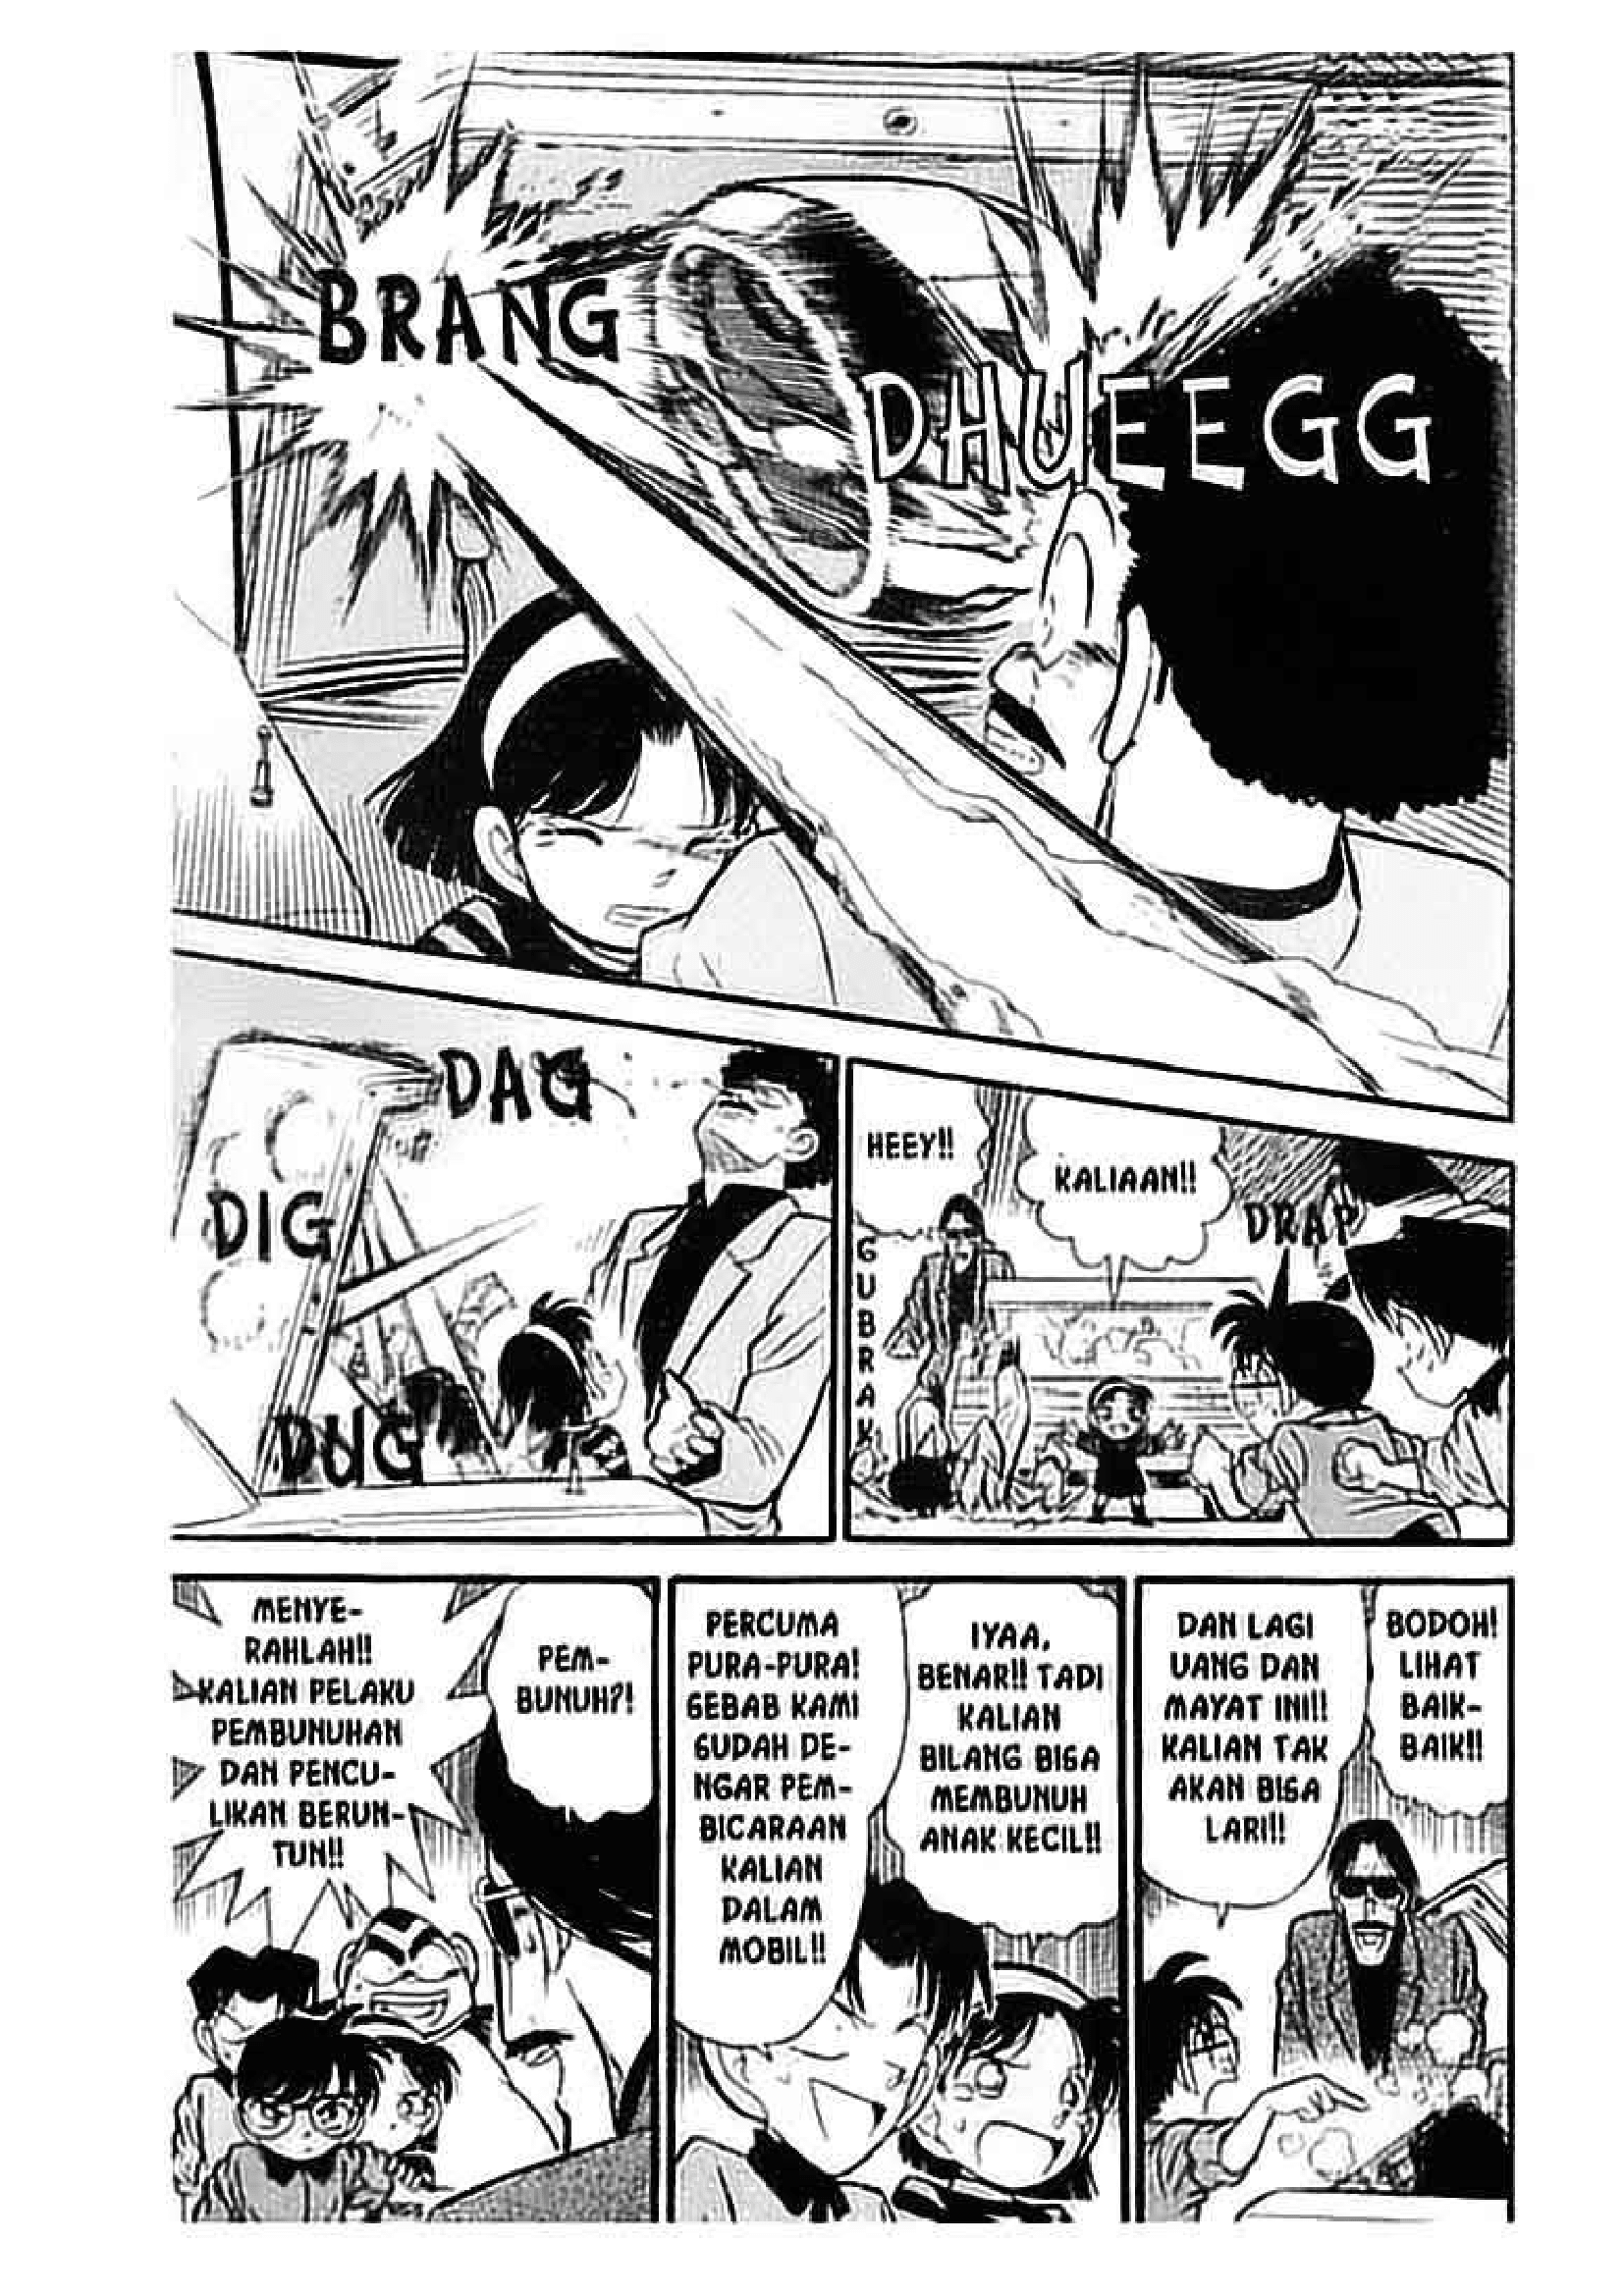 BRANG
DHUEEGG
DRAP
KALIAAN!!
HEEY!!
GUBRAK
DAG
DIG
DUG
BODOH!
LIHAT
BAIK-
BAIK!!
DAN LAGI
UANG DAN
MAYAT INI!!
KALIAN TAK
AKAN BISA
LARI!!
IYAA,
BENAR!! TADI
KALIAN
BILANG BISA
MEMBUNUH
ANAK KECIL!!
PERCUMA
PURA-PURA!
SEBAB KAMI
SUDAH DE-
NGAR PEM-
BICARAAN
KALIAN
DALAM
MOBIL!!
PEM-
BUNUH?!
MENYE-
RAHLAH!!
KALIAN PELAKU
PEMBUNUHAN
DAN PENCU-
LIKAN BERUN-
TUN!!